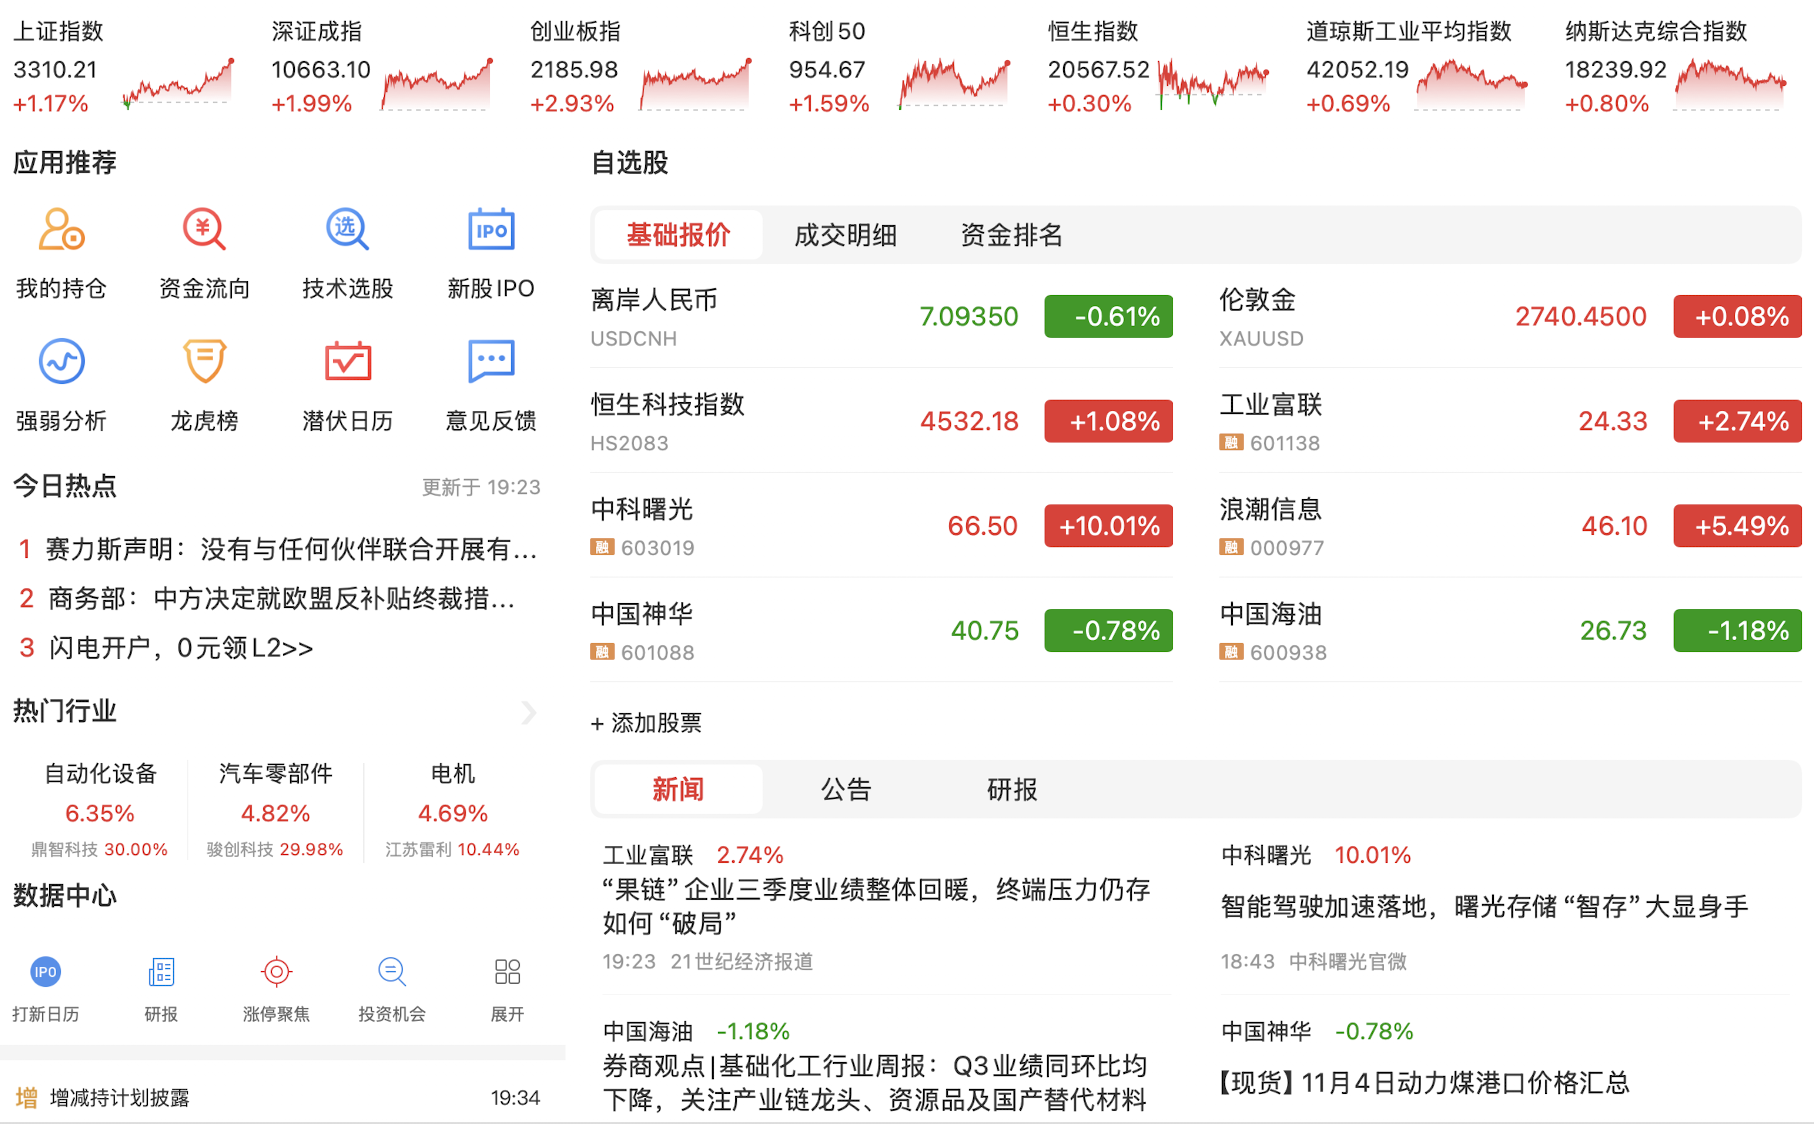 上证指数
3310.21
+1.17%
深证成指
10663.10
+1.99%
创业板指
2185.98
+2.93%
科创50
954.67
+1.59%
恒生指数
20567.52
+0.30%
道琼斯工业平均指数
42052.19
+0.69%
纳斯达克综合指数
18239.92
+0.80%
应用推荐
我的持仓
¥
资金流向
选
技术选股
IPO
新股IPO
强弱分析
龙虎榜
潜伏日历
意见反馈
今日热点
更新于 19:23
1 赛力斯声明：没有与任何伙伴联合开展有...
2 商务部：中方决定就欧盟反补贴终裁措...
3 闪电开户，0元领L2>>
热门行业
自动化设备
6.35%
鼎智科技 30.00%
汽车零部件
4.82%
骏创科技 29.98%
电机
4.69%
江苏雷利 10.44%
数据中心
IPO
打新日历
研报
涨停聚焦
投资机会
展开
增 增减持计划披露 19:34
自选股
基础报价 成交明细 资金排名
离岸人民币
USDCNH
7.09350 -0.61%
伦敦金
XAUUSD
2740.4500 +0.08%
恒生科技指数
HS2083
4532.18 +1.08%
工业富联
融 601138
24.33 +2.74%
中科曙光
融 603019
66.50 +10.01%
浪潮信息
融 000977
46.10 +5.49%
中国神华
融 601088
40.75 -0.78%
中国海油
融 600938
26.73 -1.18%
+ 添加股票
新闻 公告 研报
工业富联 2.74%
“果链”企业三季度业绩整体回暖，终端压力仍存
如何“破局”
19:23 21世纪经济报道
中科曙光 10.01%
智能驾驶加速落地，曙光存储“智存”大显身手
18:43 中科曙光官微
中国海油 -1.18%
券商观点|基础化工行业周报：Q3业绩同环比均
下降，关注产业链龙头、资源品及国产替代材料
中国神华 -0.78%
【现货】11月4日动力煤港口价格汇总